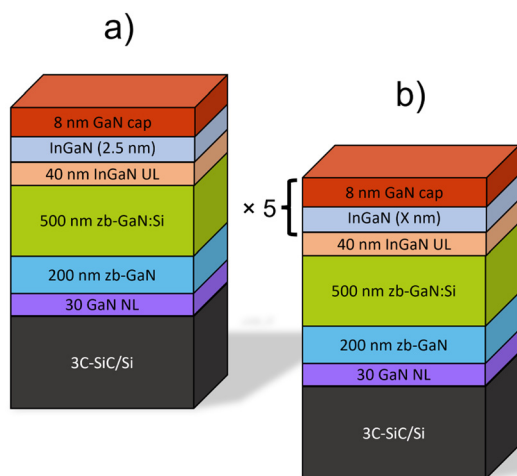 a)
8 nm GaN cap
InGaN (2.5 nm)
40 nm InGaN UL
500 nm zb-GaN:Si
200 nm zb-GaN
30 GaN NL
3C-SiC/Si
b)
× 5
8 nm GaN cap
InGaN (X nm)
40 nm InGaN UL
500 nm zb-GaN:Si
200 nm zb-GaN
30 GaN NL
3C-SiC/Si